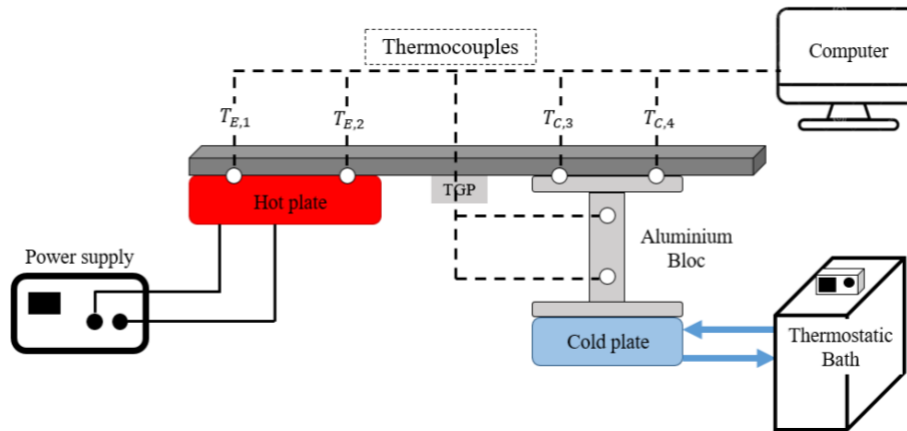 Thermocouples
Computer
T_{E,1}
T_{E,2}
T_{C,3}
T_{C,4}
TGP
Hot plate
Power supply
Aluminium
Bloc
Cold plate
Thermostatic
Bath